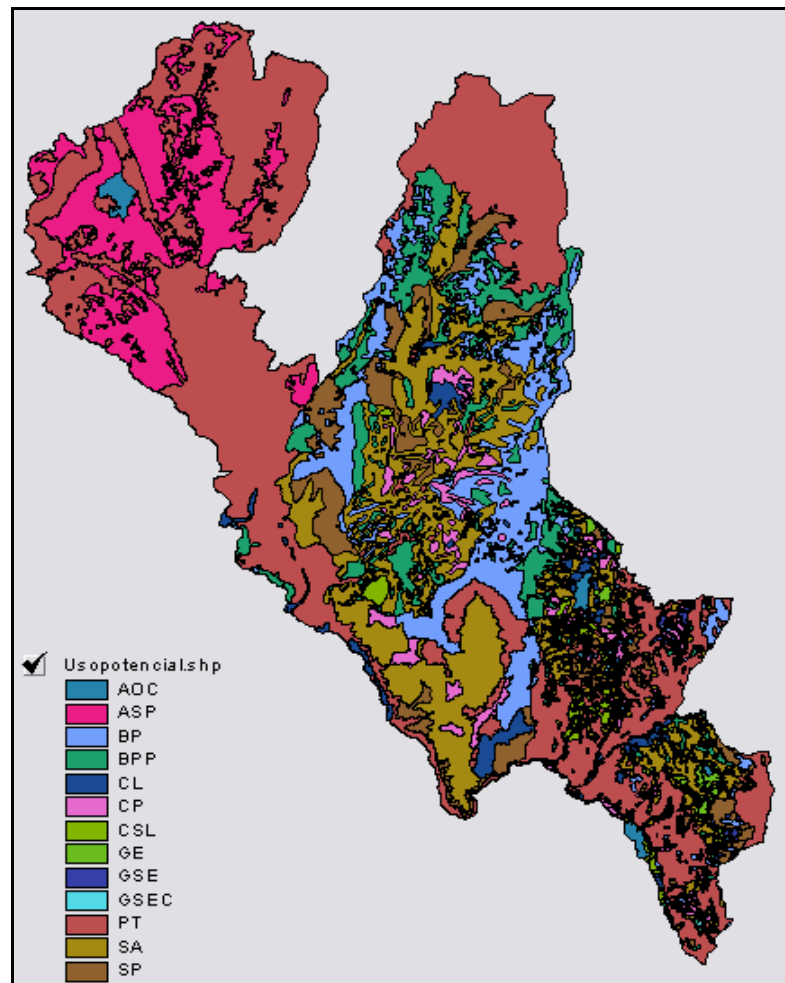 Usopotencial.shp
AOC
ASP
BP
BPP
CL
CP
CSL
GE
GSE
GSEC
PT
SA
SP